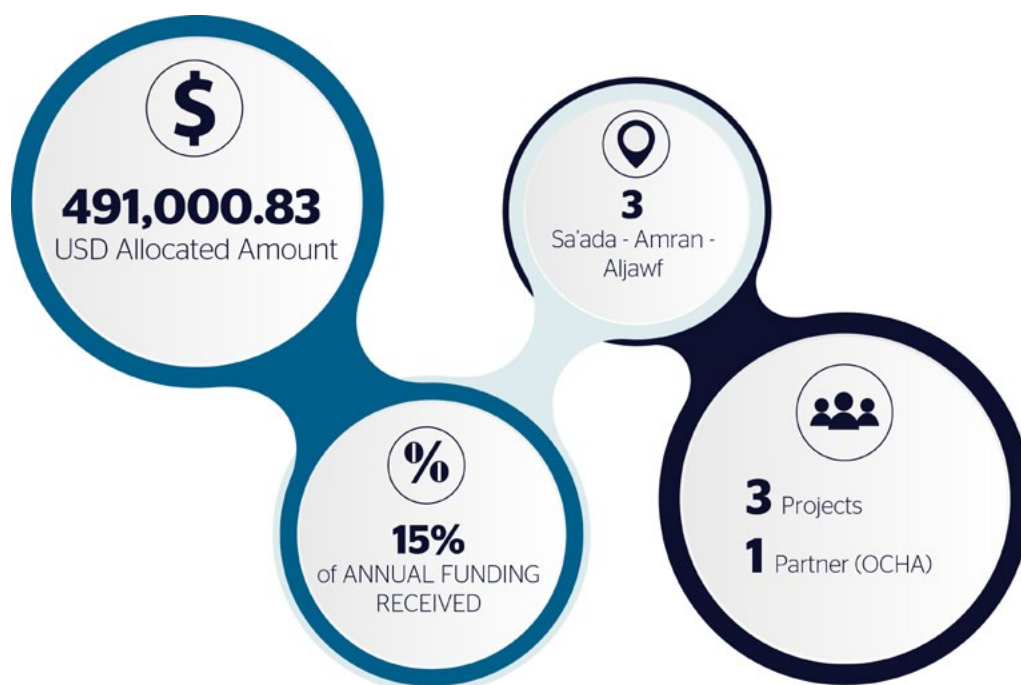 $
491,000.83
USD Allocated Amount
3
Sa'ada - Amran -
Aljawf
%
15%
of ANNUAL FUNDING
RECEIVED
3 Projects
1 Partner (OCHA)